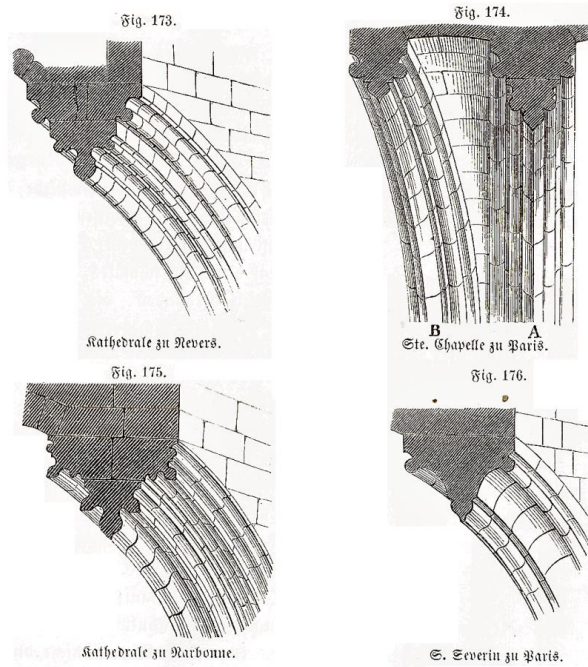 Fig. 173.
Fig. 174.
B A
Kathedrale zu Nevers.
Ste. Chapelle zu Paris.
Fig. 175.
Fig. 176.
Kathedrale zu Narbonne.
S. Severin zu Paris.